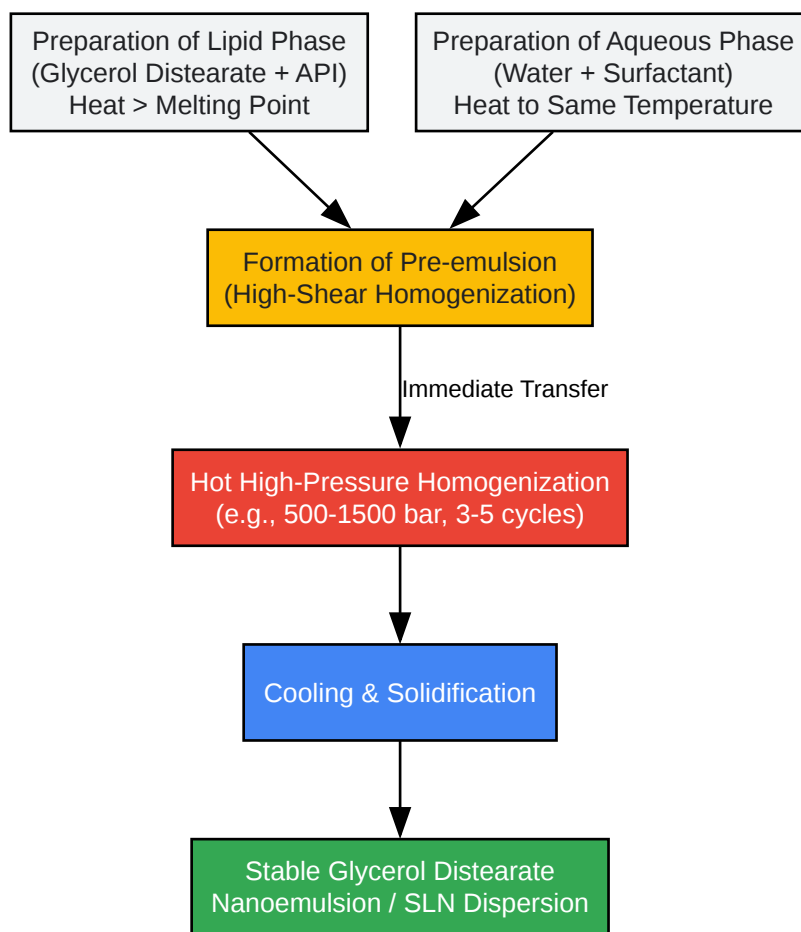 Preparation of Lipid Phase
(Glycerol Distearate + API)
Heat > Melting Point
Preparation of Aqueous Phase
(Water + Surfactant)
Heat to Same Temperature
Formation of Pre-emulsion
(High-Shear Homogenization)
Immediate Transfer
Hot High-Pressure Homogenization
(e.g., 500-1500 bar, 3-5 cycles)
Cooling & Solidification
Stable Glycerol Distearate
Nanoemulsion / SLN Dispersion